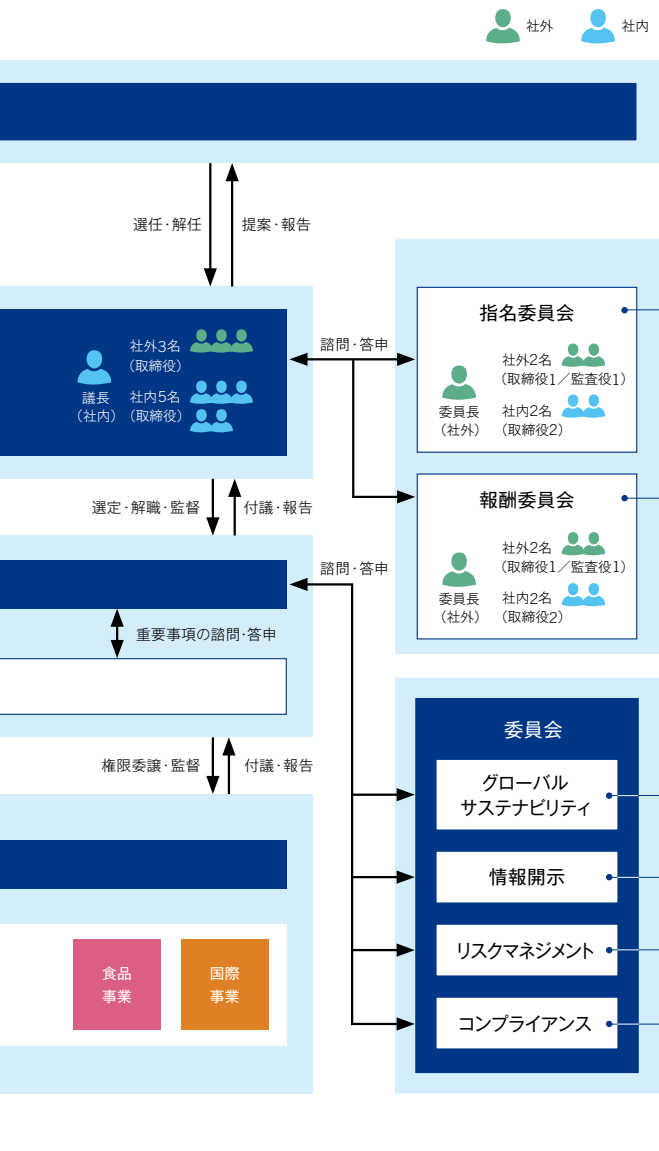 社外
社内
選任・解任
提案・報告
社外3名
（取締役）
議長
（社内）
社内5名
（取締役）
諮問・答申
指名委員会
社外2名
（取締役1／監査役1）
委員長
（社外）
社内2名
（取締役2）
報酬委員会
社外2名
（取締役1／監査役1）
委員長
（社外）
社内2名
（取締役2）
選定・解職・監督
付議・報告
諮問・答申
重要事項の諮問・答申
権限委譲・監督
付議・報告
食品
事業
国際
事業
委員会
グローバル
サステナビリティ
情報開示
リスクマネジメント
コンプライアンス